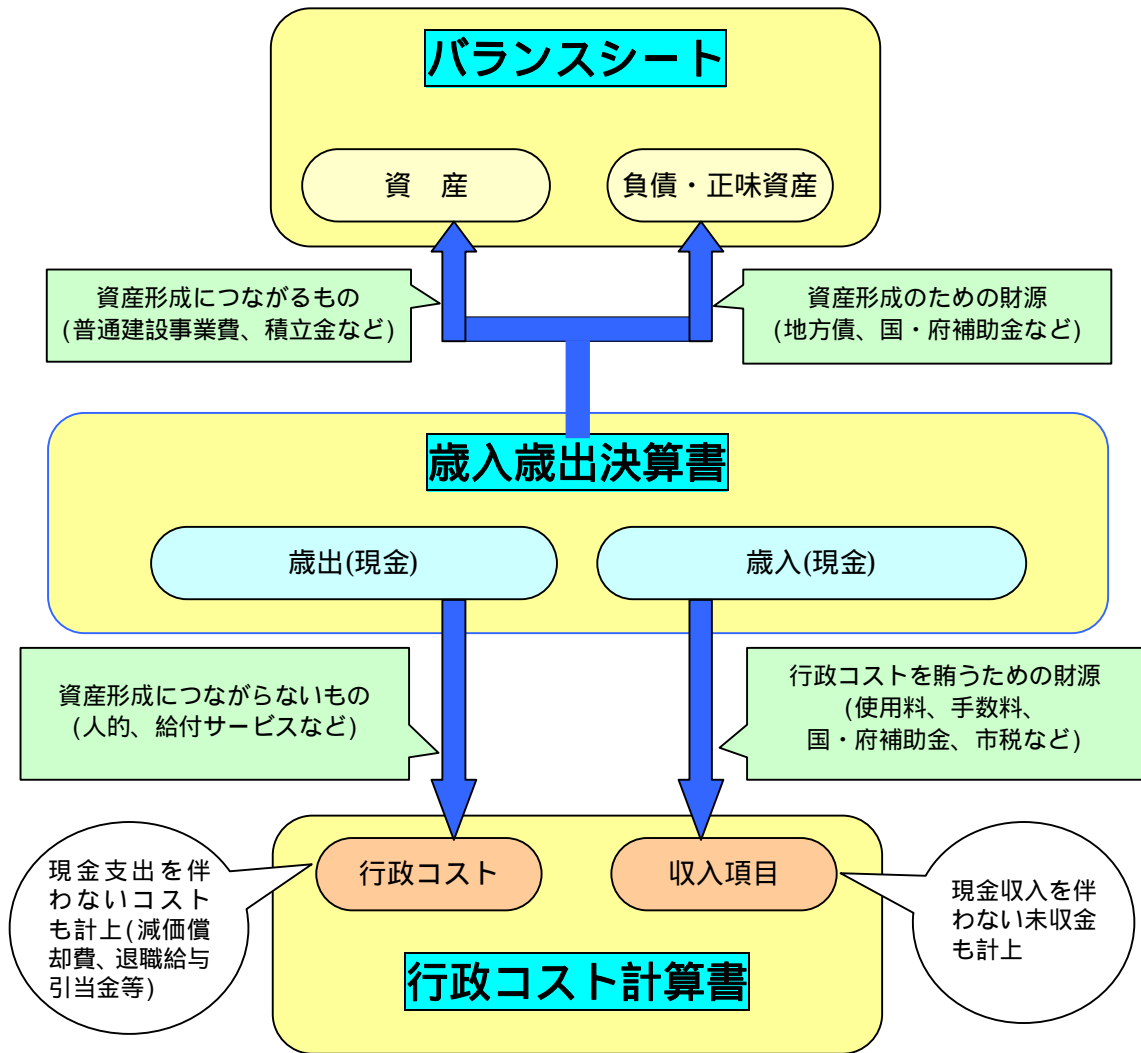 バランスシート
資　産
負債・正味資産
資産形成につながるもの
(普通建設事業費、積立金など)
資産形成のための財源
(地方債、国・府補助金など)
歳入歳出決算書
歳出(現金)
歳入(現金)
資産形成につながらないもの
(人的、給付サービスなど)
行政コストを賄うための財源
(使用料、手数料、
国・府補助金、市税など)
現金支出を伴
わないコスト
も計上(減価償
却費、退職給与
引当金等)
行政コスト
収入項目
現金収入を伴
わない未収金
も計上
行政コスト計算書